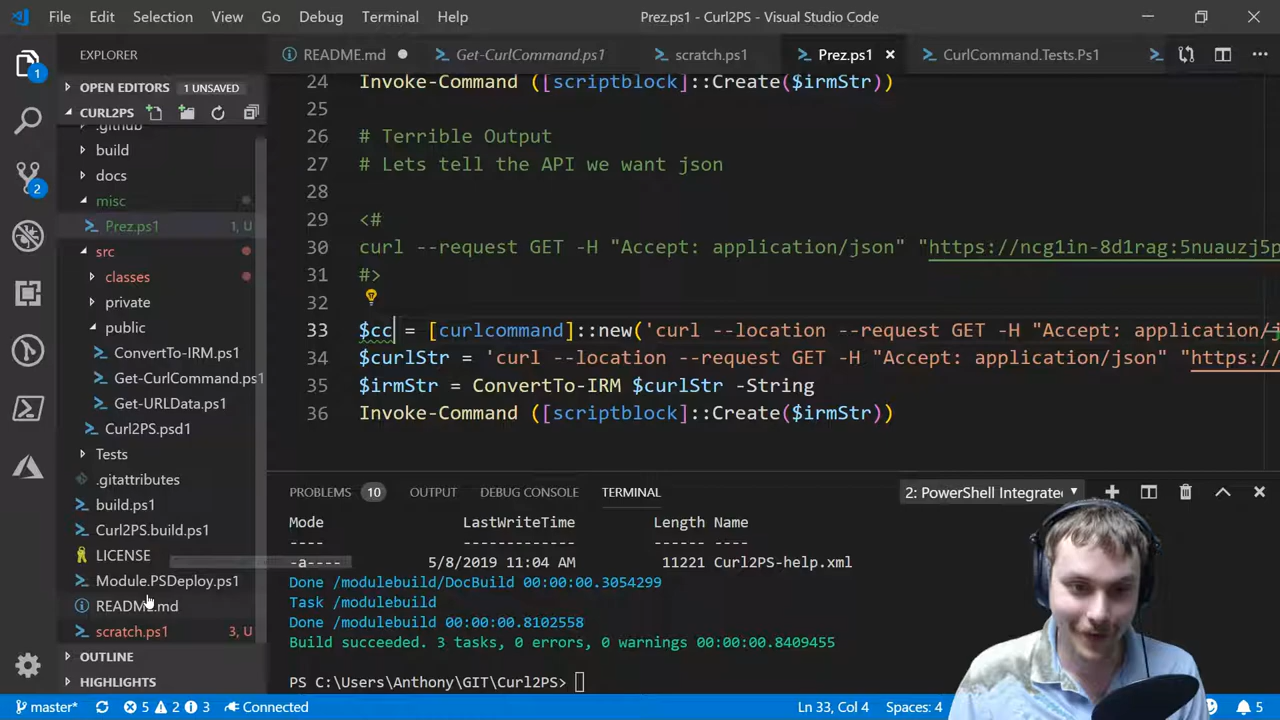 File Edit Selection View Go Debug Terminal Help Prez.ps1 - Curl2PS - Visual Studio Code
EXPLORER
README.md Get-CurlCommand.ps1 scratch.ps1 Prez.ps1 CurlCommand.Tests.Ps1
OPEN EDITORS 1 UNSAVED
CURL2PS
.github
build
docs
misc
Prez.ps1 1, U
src
classes
private
public
ConvertTo-IRM.ps1
Get-CurlCommand.ps1
Get-URLData.ps1
Curl2PS.psd1
Tests
.gitattributes
build.ps1
Curl2PS.build.ps1
LICENSE
Module.PSDeploy.ps1
README.md
scratch.ps1 3, U
OUTLINE
HIGHLIGHTS
1
2
24 Invoke-Command ([scriptblock]::Create($irmStr))
25
26 # Terrible Output
27 # Lets tell the API we want json
28
29 <#
30 curl --request GET -H "Accept: application/json" "https://ncg1in-8d1rag:5nuauzj5p
31 #>
32
33 $cc = [curlcommand]::new('curl --location --request GET -H "Accept: application/
34 $curlStr = 'curl --location --request GET -H "Accept: application/json" "https://
35 $irmStr = ConvertTo-IRM $curlStr -String
36 Invoke-Command ([scriptblock]::Create($irmStr))
PROBLEMS 10 OUTPUT DEBUG CONSOLE TERMINAL 2: PowerShell Integrate
Mode LastWriteTime Length Name
---- ------------- ------ ----
-a---- 5/8/2019 11:04 AM 11221 Curl2PS-help.xml
Done /modulebuild/DocBuild 00:00:00.3054299
Task /modulebuild
Done /modulebuild 00:00:00.8102558
Build succeeded. 3 tasks, 0 errors, 0 warnings 00:00:00.8409455
PS C:\Users\Anthony\GIT\Curl2PS>
master* 5 2 3 Connected Ln 33, Col 4 Spaces: 4 5